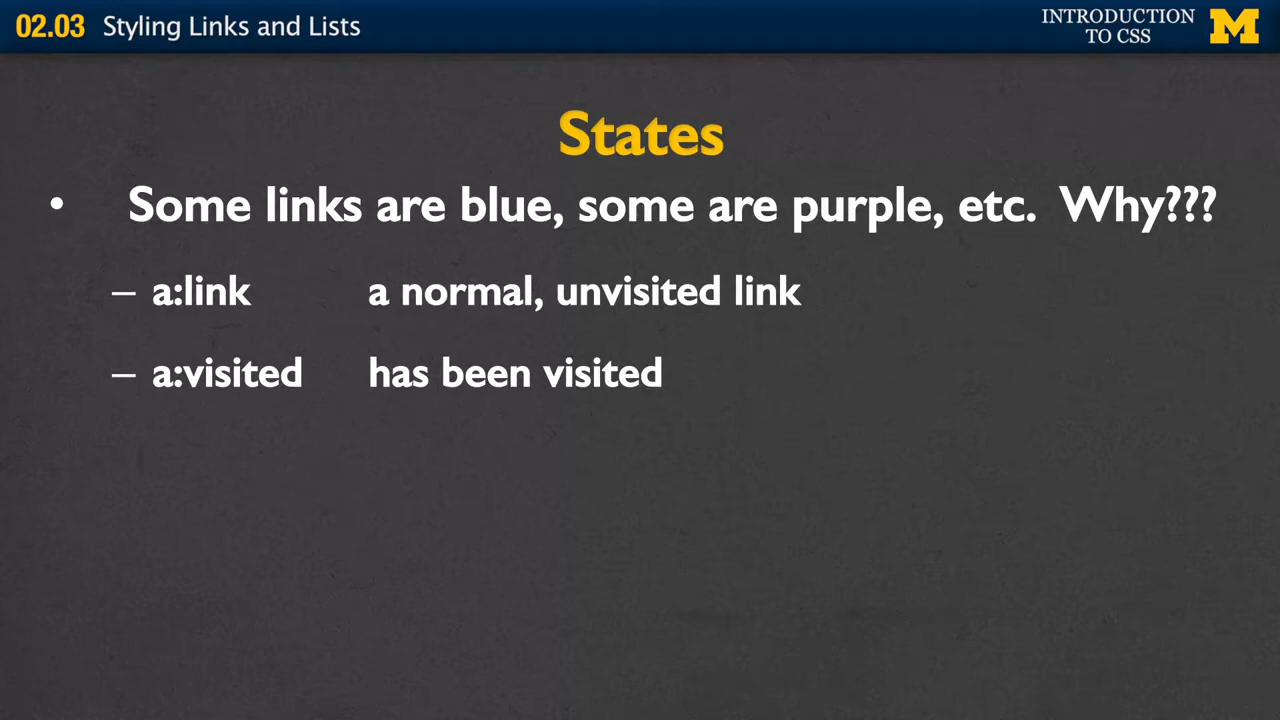 02.03 Styling Links and Lists
INTRODUCTION
TO CSS
M
States
• Some links are blue, some are purple, etc. Why???
– a:link a normal, unvisited link
– a:visited has been visited